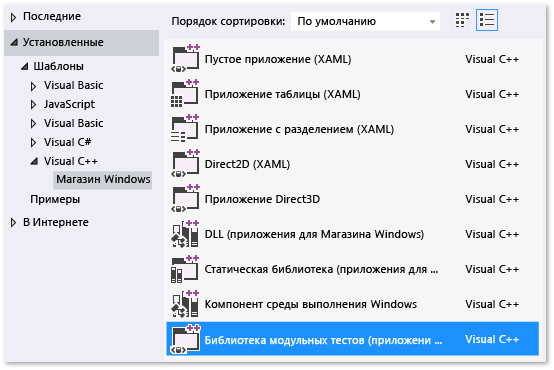 Последние
Установленные
Шаблоны
Visual Basic
JavaScript
Visual Basic
Visual C#
Visual C++
Магазин Windows
Примеры
В Интернете
Порядок сортировки: По умолчанию
Пустое приложение (XAML) Visual C++
Приложение таблицы (XAML) Visual C++
Приложение с разделением (XAML) Visual C++
Direct2D (XAML) Visual C++
Приложение Direct3D Visual C++
DLL (приложения для Магазина Windows) Visual C++
Статическая библиотека (приложения для ... Visual C++
Компонент среды выполнения Windows Visual C++
Библиотека модульных тестов (приложени ... Visual C++